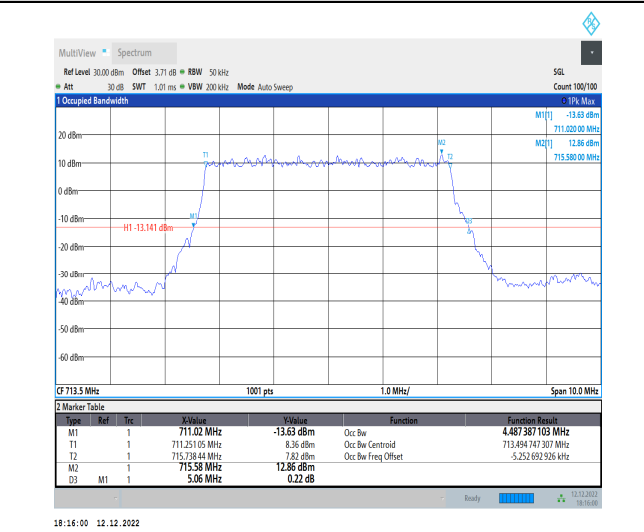 MultiView Spectrum
Ref Level 30.00 dBm Offset 3.71 dB RBW 50 kHz SGL
Att 30 dB SWT 1.01 ms VBW 200 kHz Mode Auto Sweep Count 100/100
1 Occupied Bandwidth 1Pk Max
M1[1] -13.63 dBm
711.020 00 MHz
20 dBm M2[1] 12.86 dBm
M2
715.580 00 MHz
T1 T2
10 dBm
0 dBm
-10 dBm
M1
H1 -13.141 dBm
-20 dBm
-30 dBm
-40 dBm
-50 dBm
-60 dBm
CF 713.5 MHz 1001 pts 1.0 MHz/ Span 10.0 MHz
2 Marker Table
Type Ref Trc X-Value Y-Value Function Function Result
M1 1 711.02 MHz -13.63 dBm Occ Bw 4.487 387 103 MHz
T1 1 711.251 05 MHz 8.36 dBm Occ Bw Centroid 713.494 747 307 MHz
T2 1 715.738 44 MHz 7.82 dBm Occ Bw Freq Offset -5.252 692 926 kHz
M2 1 715.58 MHz 12.86 dBm
D3 M1 1 5.06 MHz 0.22 dB
Ready 12.12.2022
18:16:00
18:16:00 12.12.2022